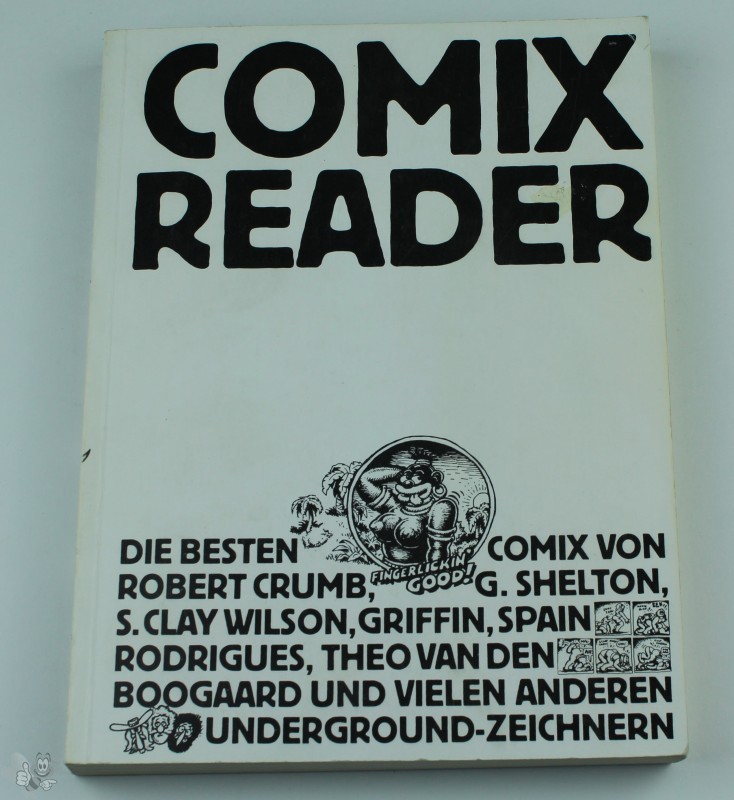 COMIX
READER
FINGERLICKIN'
GOOD!
DIE BESTEN COMIX VON
ROBERT CRUMB, G. SHELTON,
S. CLAY WILSON, GRIFFIN, SPAIN
RODRIGUES, THEO VAN DEN
BOOGAARD UND VIELEN ANDEREN
UNDERGROUND-ZEICHNERN